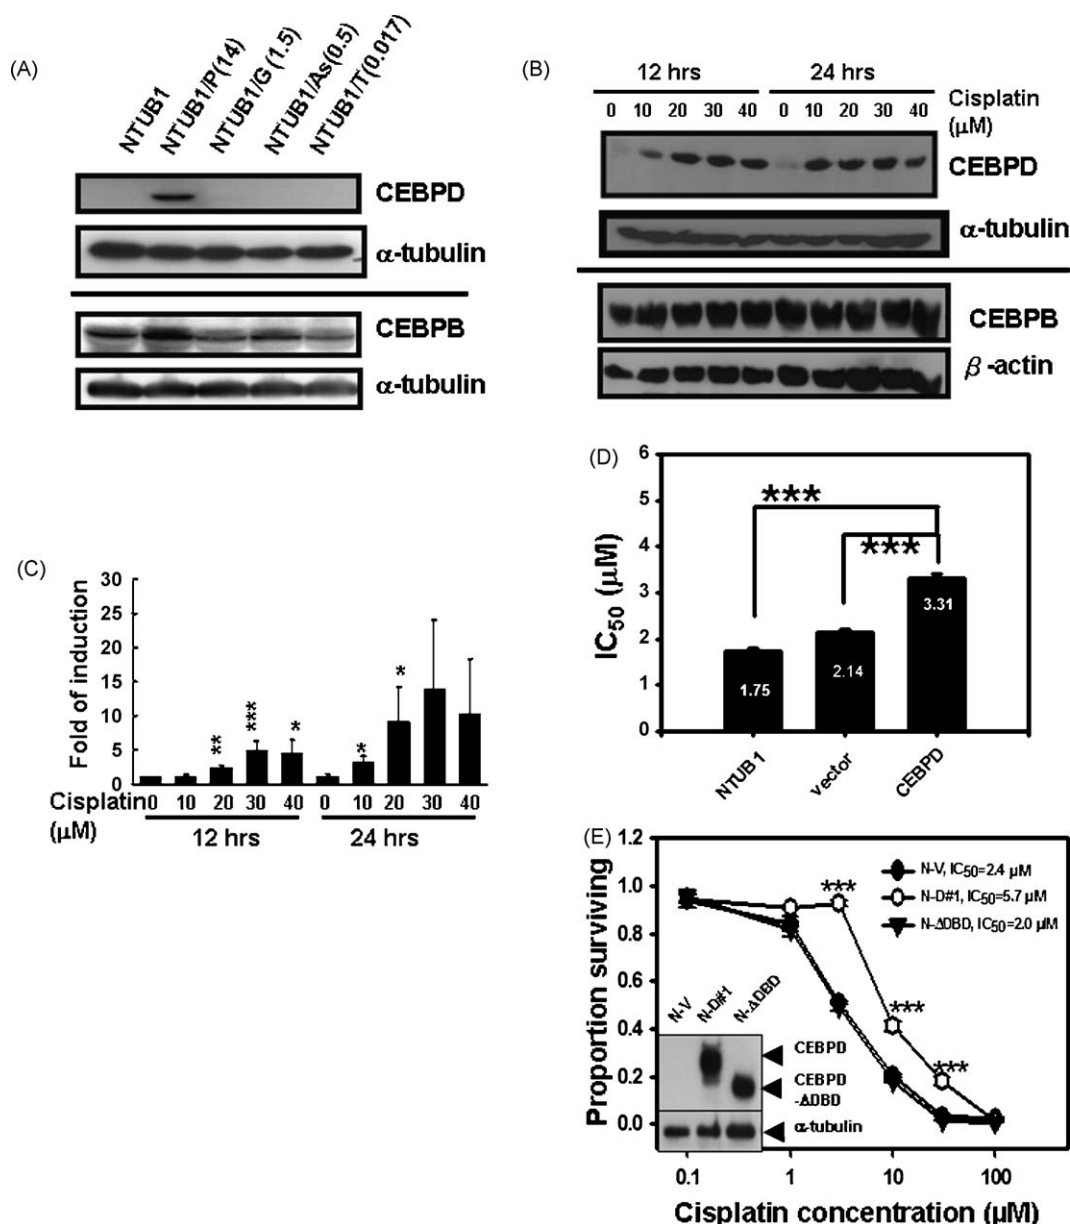 (A)
NTUB1
NTUB1/P(14)
NTUB1/G(1.5)
NTUB1/As(0.5)
NTUB1/T(0.017)
CEBPD
α-tubulin
CEBPB
α-tubulin
(B)
12 hrs 24 hrs
0 10 20 30 40 0 10 20 30 40 Cisplatin
(μM)
CEBPD
α-tubulin
CEBPB
β-actin
(C)
Fold of induction
30
25
20
15
10
5
0
** *** * * *
Cisplatin 0 10 20 30 40 0 10 20 30 40
(μM)
12 hrs 24 hrs
(D)
IC50 (μM)
6
5
4
3
2
1
0
***
***
1.75
2.14
3.31
NTUB1
vector
CEBPD
(E)
Proportion surviving
1.2
1.0
0.8
0.6
0.4
0.2
0.0
N-V, IC50=2.4 μM
N-D#1, IC50=5.7 μM
N-ΔDBD, IC50=2.0 μM
***
***
***
N-V
N-D#1
N-ΔDBD
CEBPD
CEBPD
-ΔDBD
α-tubulin
0.1 1 10 100
Cisplatin concentration (μM)